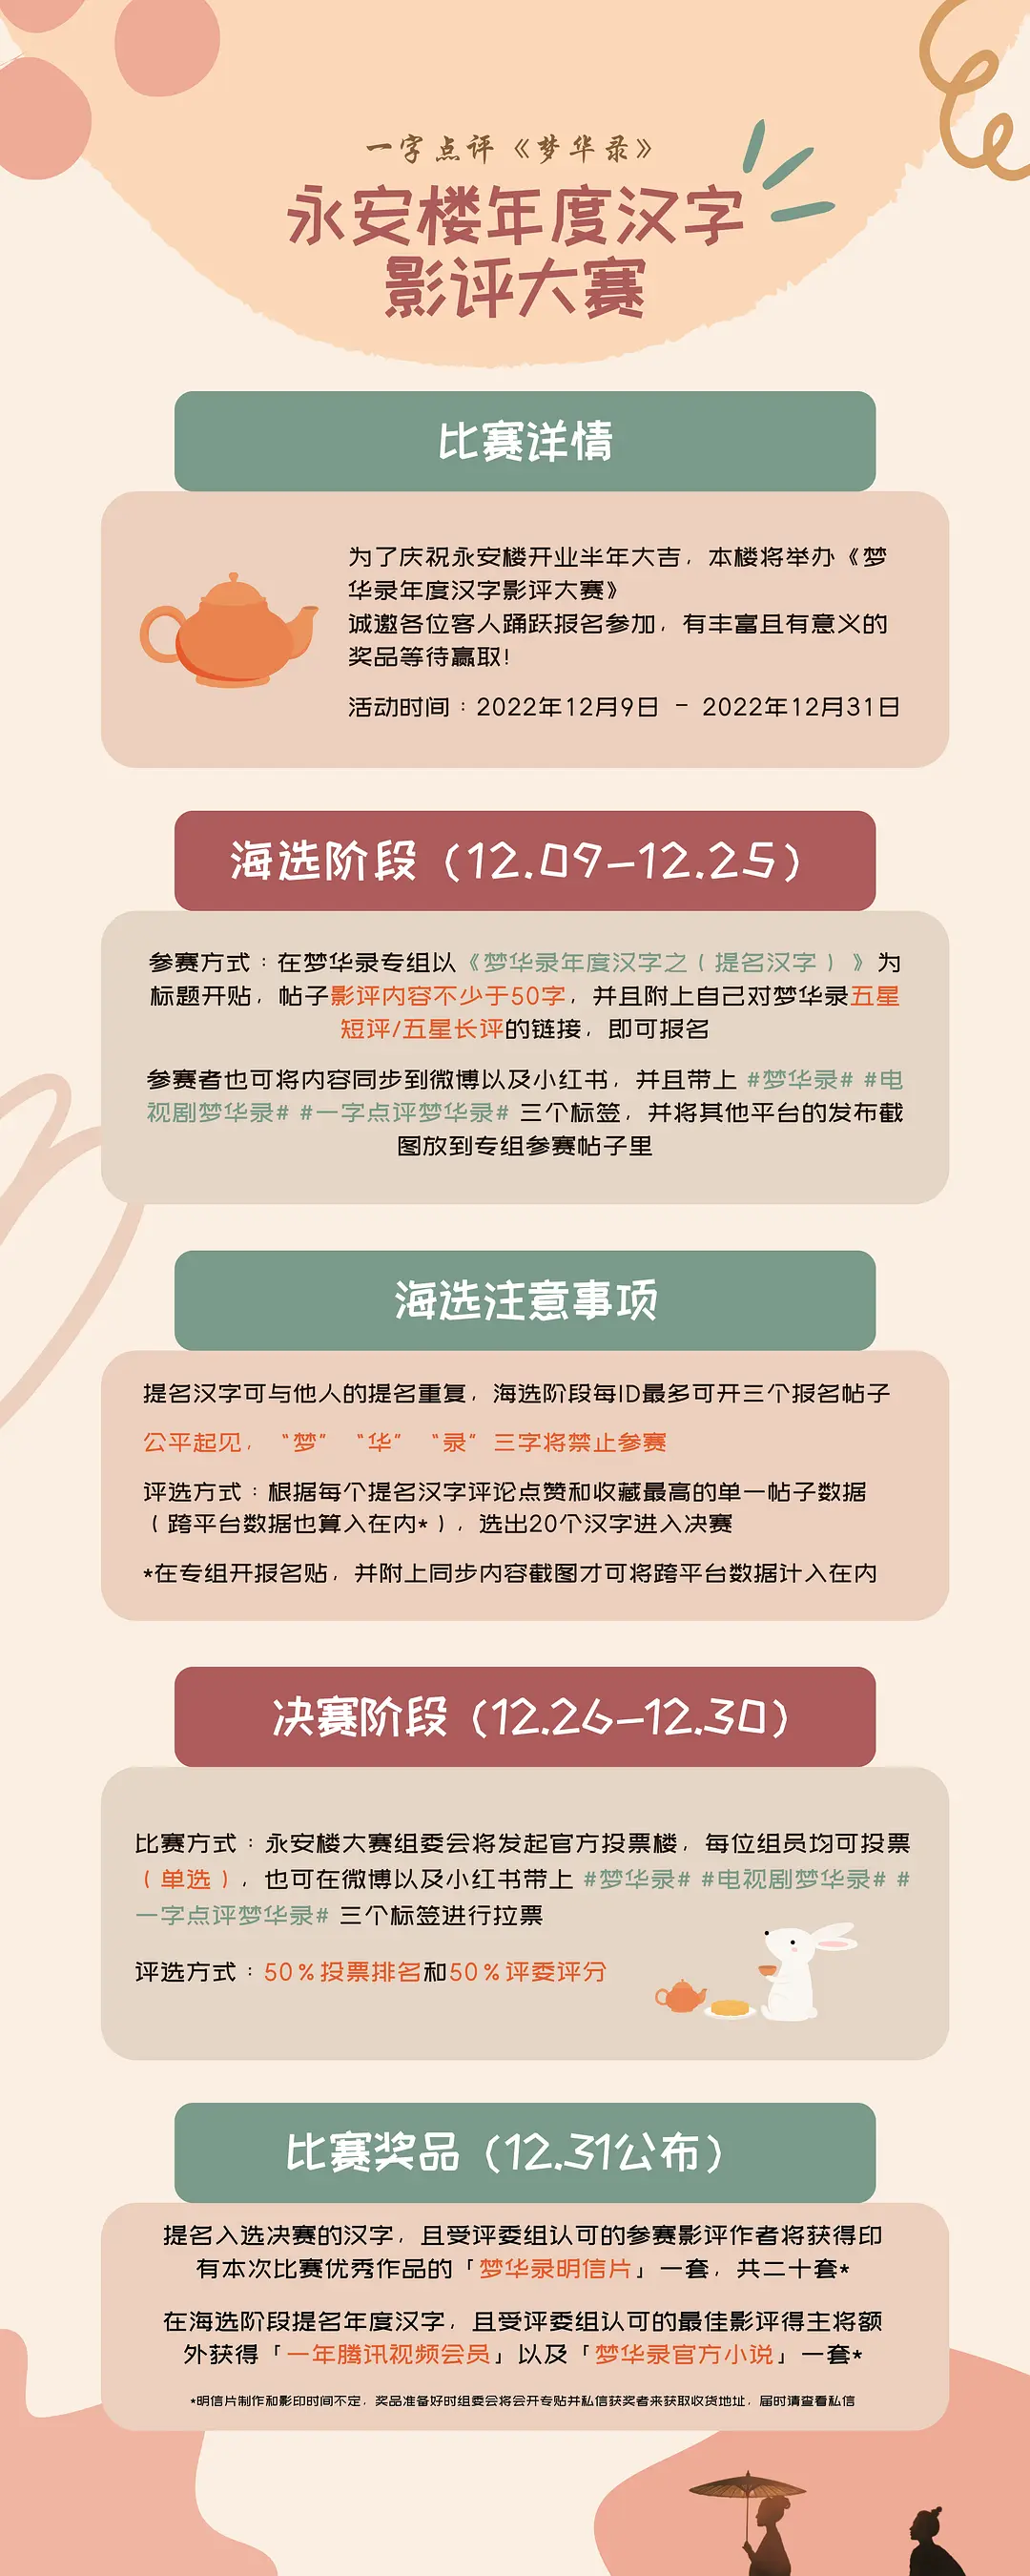 一字点评《梦华录》
永安楼年度汉字
影评大赛
比赛详情
为了庆祝永安楼开业半年大吉，本楼将举办《梦
华录年度汉字影评大赛》
诚邀各位客人踊跃报名参加，有丰富且有意义的
奖品等待赢取！
活动时间：2022年12月9日 - 2022年12月31日
海选阶段（12.09-12.25）
参赛方式：在梦华录专组以《梦华录年度汉字之（提名汉字）》为
标题开贴，帖子影评内容不少于50字，并且附上自己对梦华录五星
短评/五星长评的链接，即可报名
参赛者也可将内容同步到微博以及小红书，并且带上 #梦华录# #电
视剧梦华录# #一字点评梦华录# 三个标签，并将其他平台的发布截
图放到专组参赛帖子里
海选注意事项
提名汉字可与他人的提名重复，海选阶段每ID最多可开三个报名帖子
公平起见，“梦”“华”“录”三字将禁止参赛
评选方式：根据每个提名汉字评论点赞和收藏最高的单一帖子数据
（跨平台数据也算入在内*），选出20个汉字进入决赛
*在专组开报名贴，并附上同步内容截图才可将跨平台数据计入在内
决赛阶段（12.26-12.30）
比赛方式：永安楼大赛组委会将发起官方投票楼，每位组员均可投票
（单选），也可在微博以及小红书带上 #梦华录# #电视剧梦华录# #
一字点评梦华录# 三个标签进行拉票
评选方式：50%投票排名和50%评委评分
比赛奖品（12.31公布）
提名入选决赛的汉字，且受评委组认可的参赛影评作者将获得印
有本次比赛优秀作品的「梦华录明信片」一套，共二十套*
在海选阶段提名年度汉字，且受评委组认可的最佳影评得主将额
外获得「一年腾讯视频会员」以及「梦华录官方小说」一套*
*明信片制作和影印时间不定，奖品准备好时组委会将会开专贴并私信获奖者来获取收货地址，届时请查看私信